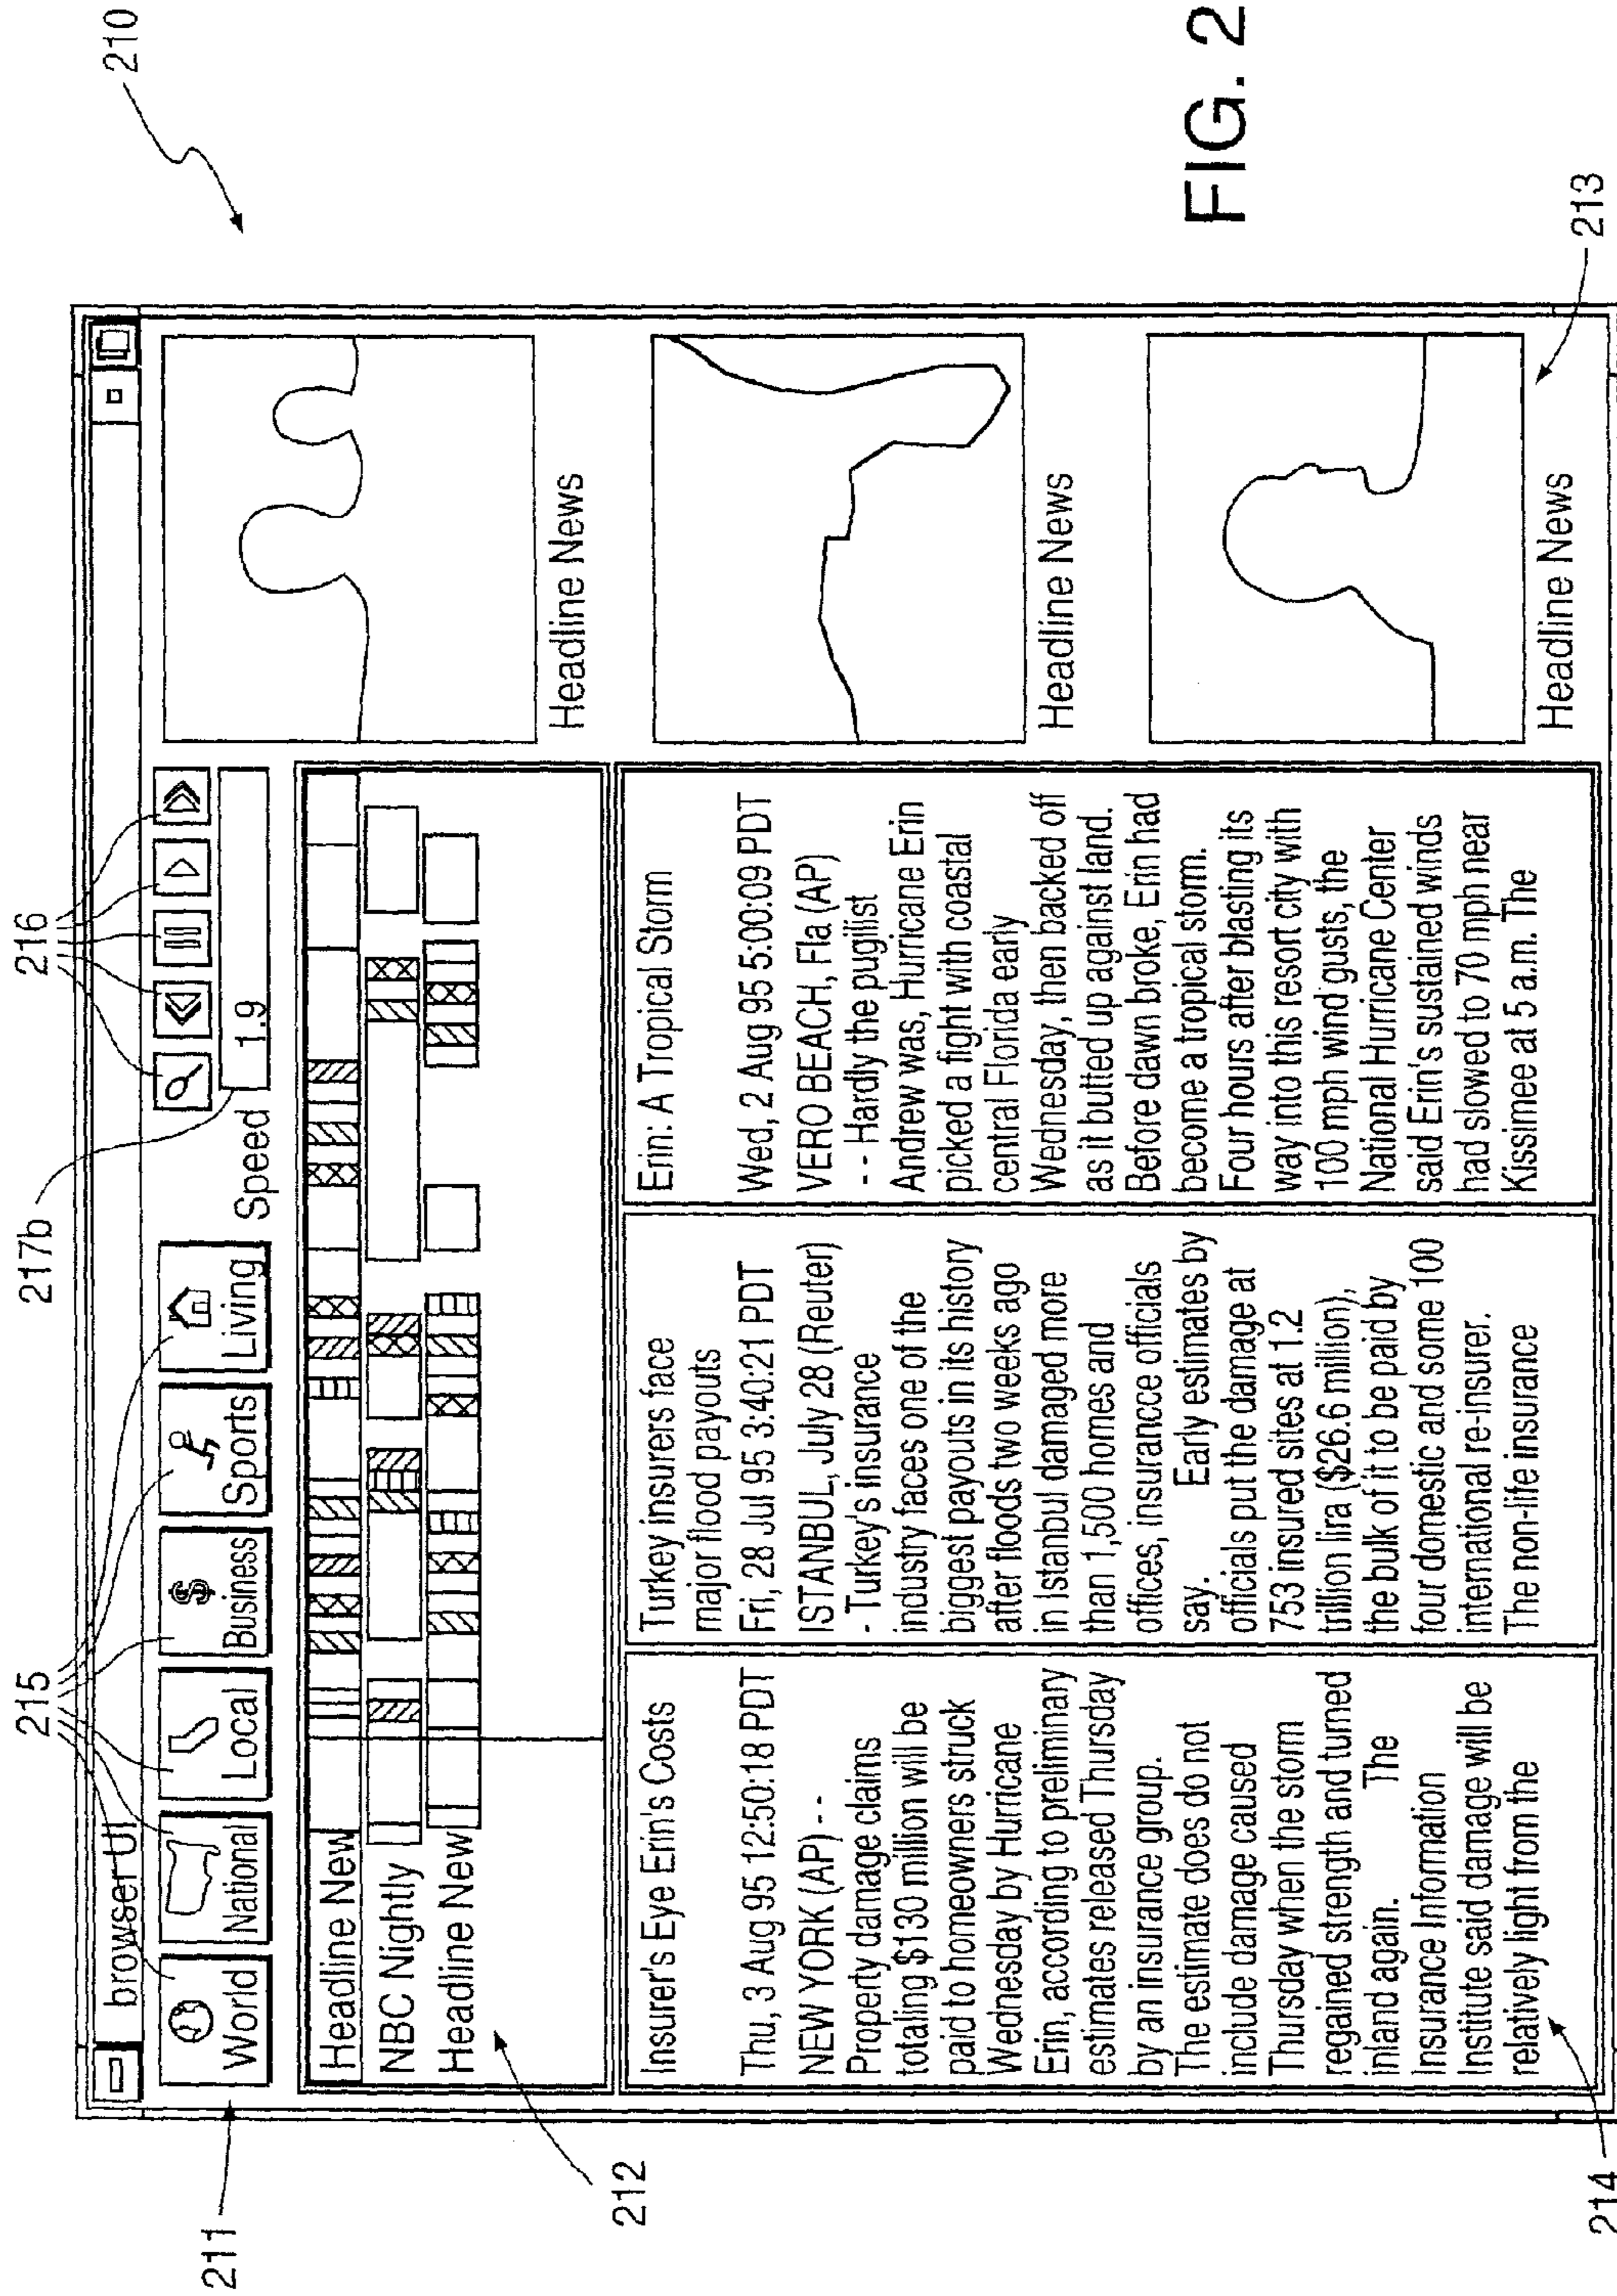 210
216
217b
215
browser UI
World
National
Local
Business
$
Sports
Living
Speed
1.9
211
Headline New
NBC Nightly
Headline New
212
Headline News
Headline News
Headline News
213
Insurer's Eye Erin's Costs
Thu, 3 Aug 95 12:50:18 PDT
NEW YORK (AP) - -
Property damage claims
totaling $130 million will be
paid to homeowners struck
Wednesday by Hurricane
Erin, according to preliminary
estimates released Thursday
by an insurance group.
The estimate does do not
include damage caused
Thursday when the storm
regained strength and turned
inland again. The
Insurance Information
Institute said damage will be
relatively light from the
Turkey insurers face
major flood payouts
Fri, 28 Jul 95 3:40:21 PDT
ISTANBUL, July 28 (Reuter)
- Turkey's insurance
industry faces one of the
biggest payouts in its history
after floods two weeks ago
in Istanbul damaged more
than 1,500 homes and
offices, insurance officials
say. Early estimates by
officials put the damage at
753 insured sites at 1.2
trillion lira ($26.6 million),
the bulk of it to be paid by
four domestic and some 100
international re-insurer.
The non-life insurance
Erin: A Tropical Storm
Wed, 2 Aug 95 5:00:09 PDT
VERO BEACH, Fla (AP)
- - Hardly the pugilist
Andrew was, Hurricane Erin
picked a fight with coastal
central Florida early
Wednesday, then backed off
as it butted up against land.
Before dawn broke, Erin had
become a tropical storm.
Four hours after blasting its
way into this resort city with
100 mph wind gusts, the
National Hurricane Center
said Erin's sustained winds
had slowed to 70 mph near
Kissimee at 5 a.m. The
214
FIG. 2